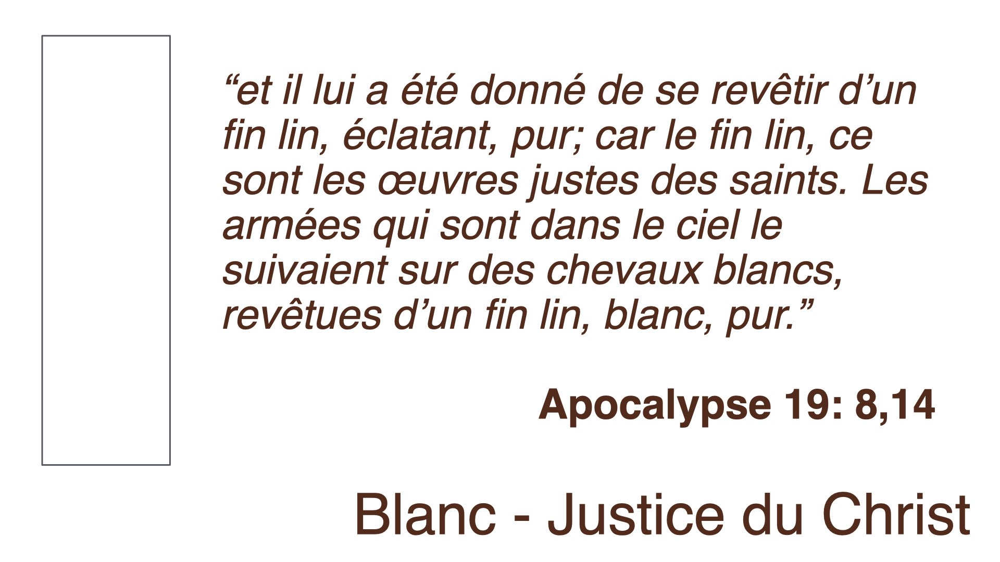 “et il lui a été donné de se revêtir d’un
fin lin, éclatant, pur; car le fin lin, ce
sont les œuvres justes des saints. Les
armées qui sont dans le ciel le
suivaient sur des chevaux blancs,
revêtues d’un fin lin, blanc, pur.”
Apocalypse 19: 8,14
Blanc - Justice du Christ